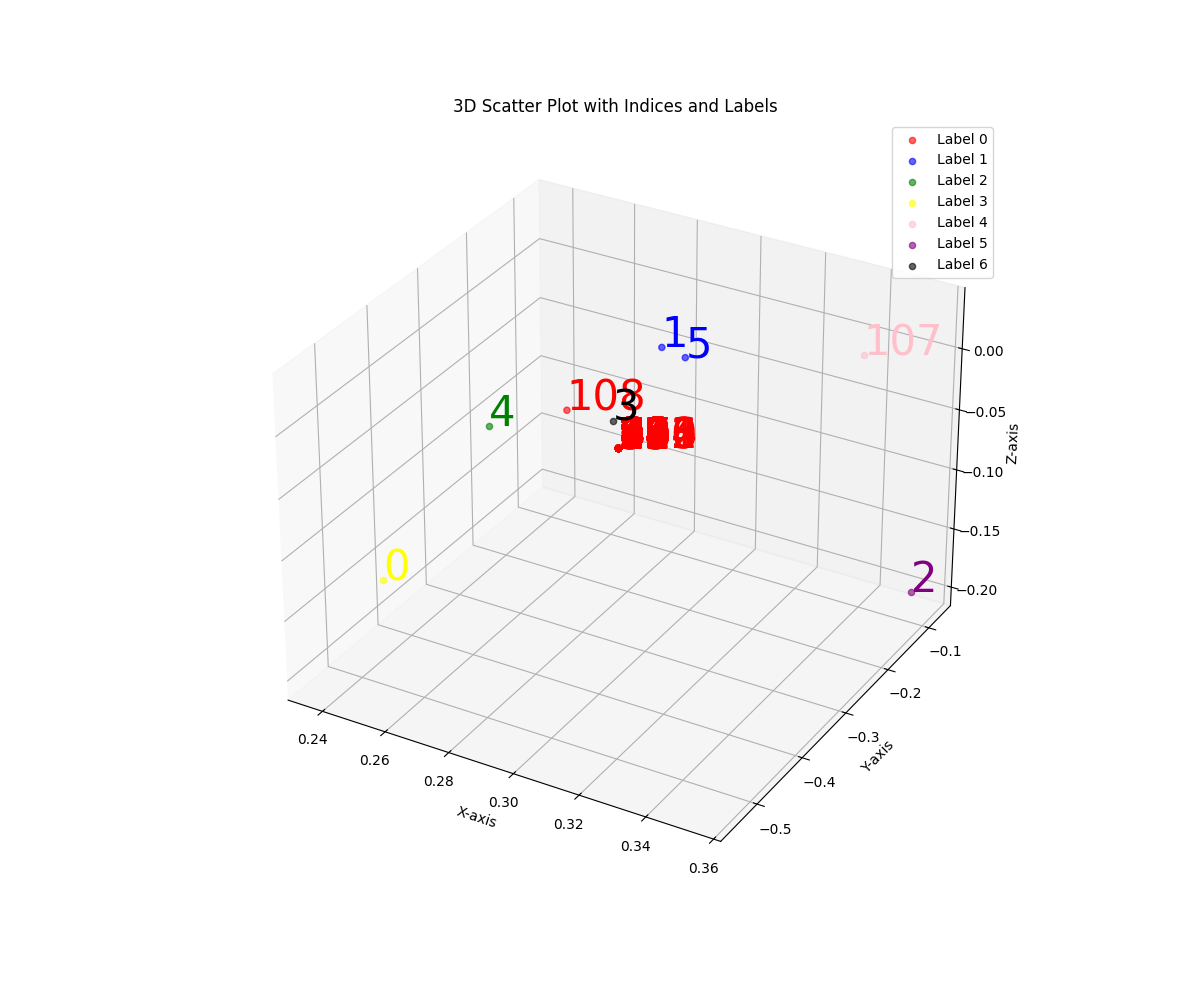 3D Scatter Plot with Indices and Labels
Label 0
Label 1
Label 2
Label 3
Label 4
Label 5
Label 6
1
5
107
108
3
4
0
2
0.00
−0.05
−0.10
−0.15
−0.20
Z-axis
−0.1
−0.2
−0.3
−0.4
−0.5
Y-axis
0.24
0.26
0.28
0.30
0.32
0.34
0.36
X-axis